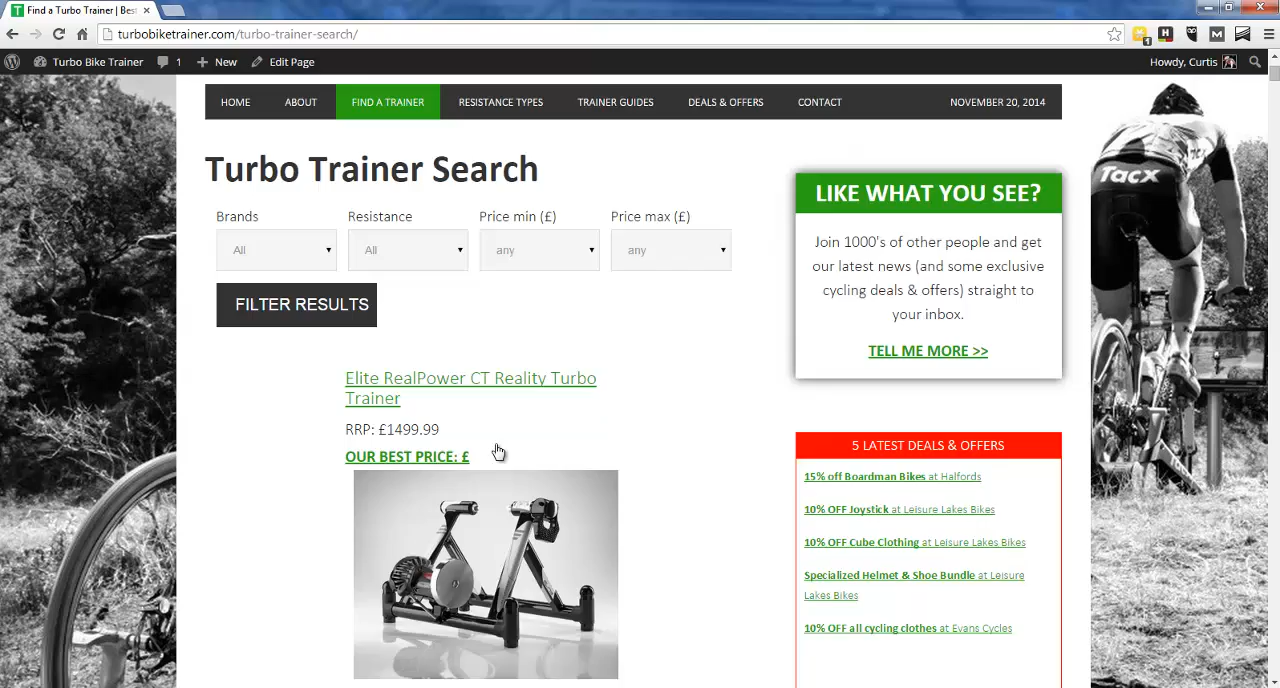 Find a Turbo Trainer | Bes
turbobiketrainer.com/turbo-trainer-search/
Turbo Bike Trainer
1
New
Edit Page
Howdy, Curtis
HOME
ABOUT
FIND A TRAINER
RESISTANCE TYPES
TRAINER GUIDES
DEALS & OFFERS
CONTACT
NOVEMBER 20, 2014
Turbo Trainer Search
Brands
Resistance
Price min (£)
Price max (£)
All
All
any
any
FILTER RESULTS
Elite RealPower CT Reality Turbo
Trainer
RRP: £1499.99
OUR BEST PRICE: £
LIKE WHAT YOU SEE?
Join 1000's of other people and get
our latest news (and some exclusive
cycling deals & offers) straight to
your inbox.
TELL ME MORE >>
5 LATEST DEALS & OFFERS
15% off Boardman Bikes at Halfords
10% OFF Joystick at Leisure Lakes Bikes
10% OFF Cube Clothing at Leisure Lakes Bikes
Specialized Helmet & Shoe Bundle at Leisure
Lakes Bikes
10% OFF all cycling clothes at Evans Cycles
Tacx